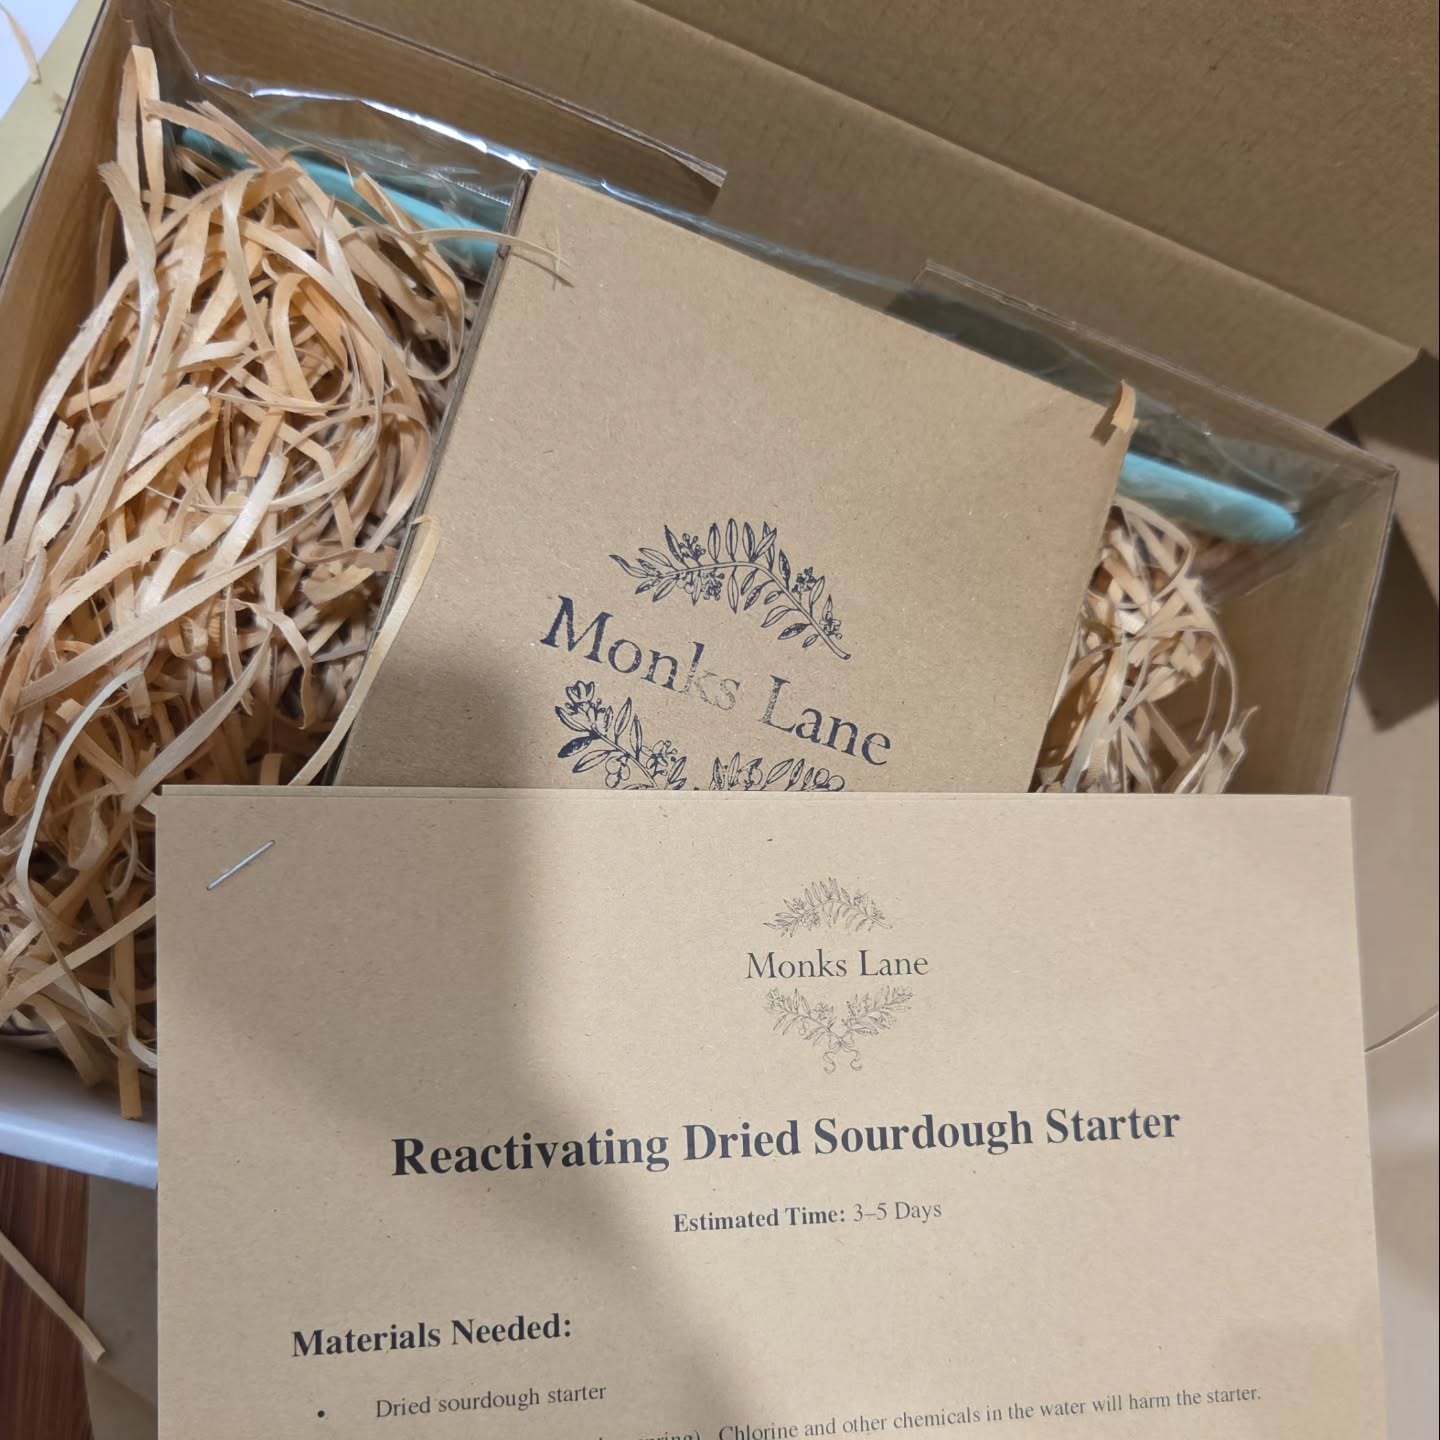 Monks Lane
Monks Lane
Reactivating Dried Sourdough Starter
Estimated Time: 3–5 Days
Materials Needed:
• Dried sourdough starter
spring). Chlorine and other chemicals in the water will harm the starter.